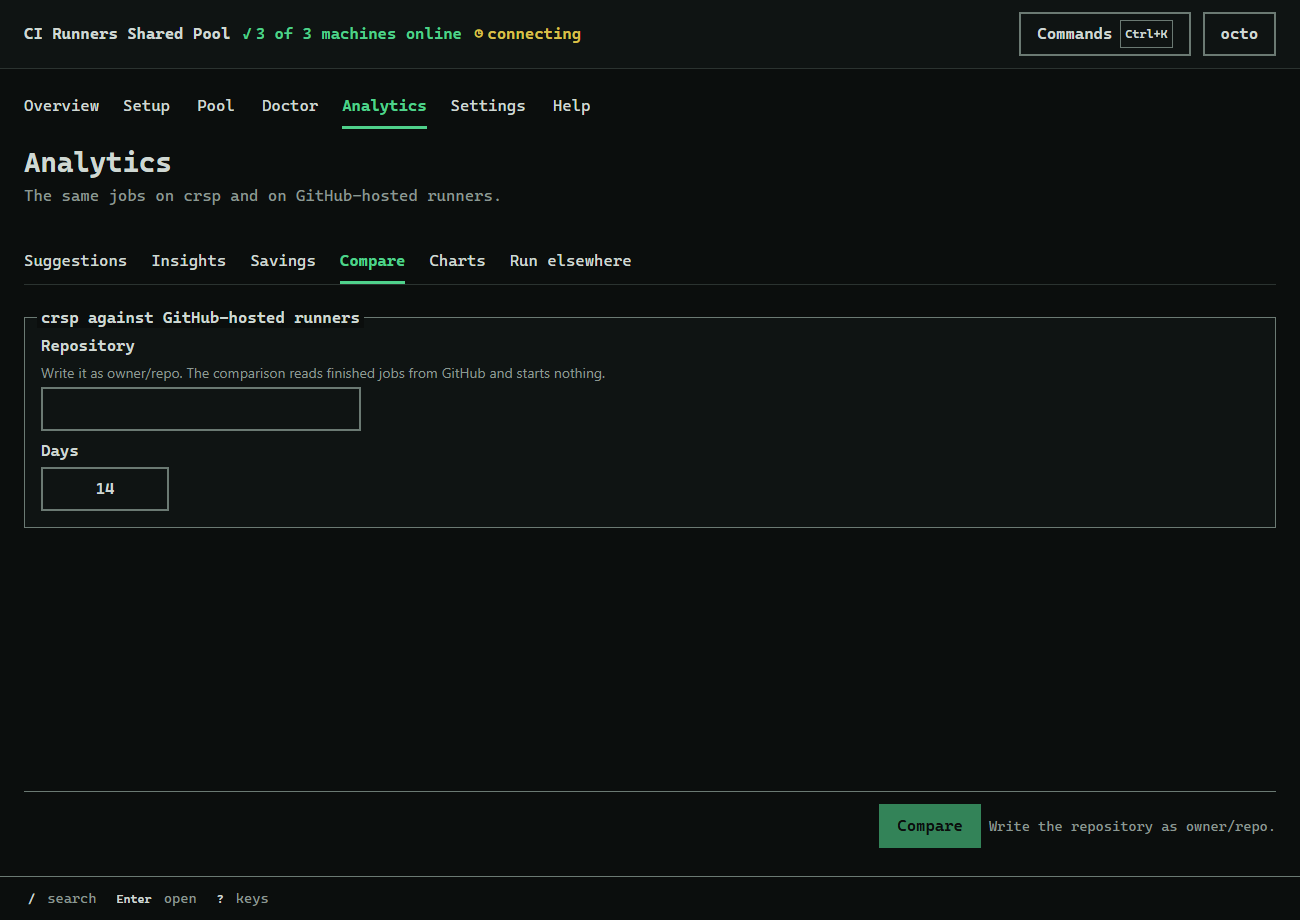 CI Runners Shared Pool ✓ 3 of 3 machines online connecting Commands Ctrl+K octo
Overview Setup Pool Doctor Analytics Settings Help
Analytics
The same jobs on crsp and on GitHub-hosted runners.
Suggestions Insights Savings Compare Charts Run elsewhere
crsp against GitHub-hosted runners
Repository
Write it as owner/repo. The comparison reads finished jobs from GitHub and starts nothing.
Days
14
Compare Write the repository as owner/repo.
/ search Enter open ? keys